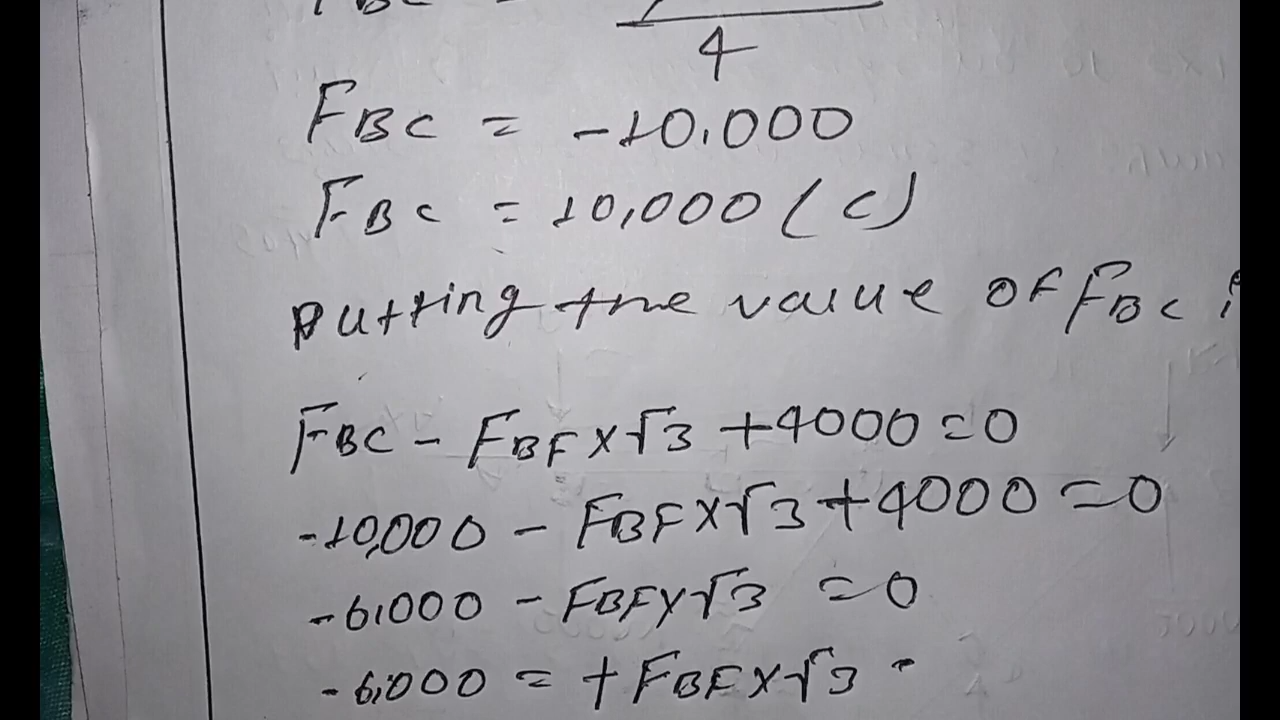 4
FBC = -10,000
FBC = 10,000 (C)
Putting the value of FBC
FBC - FBF×√3 +4000=0
-10,000 - FBF×√3+4000=0
-6,000 - FBF×√3 =0
-6,000 = +FBF×√3